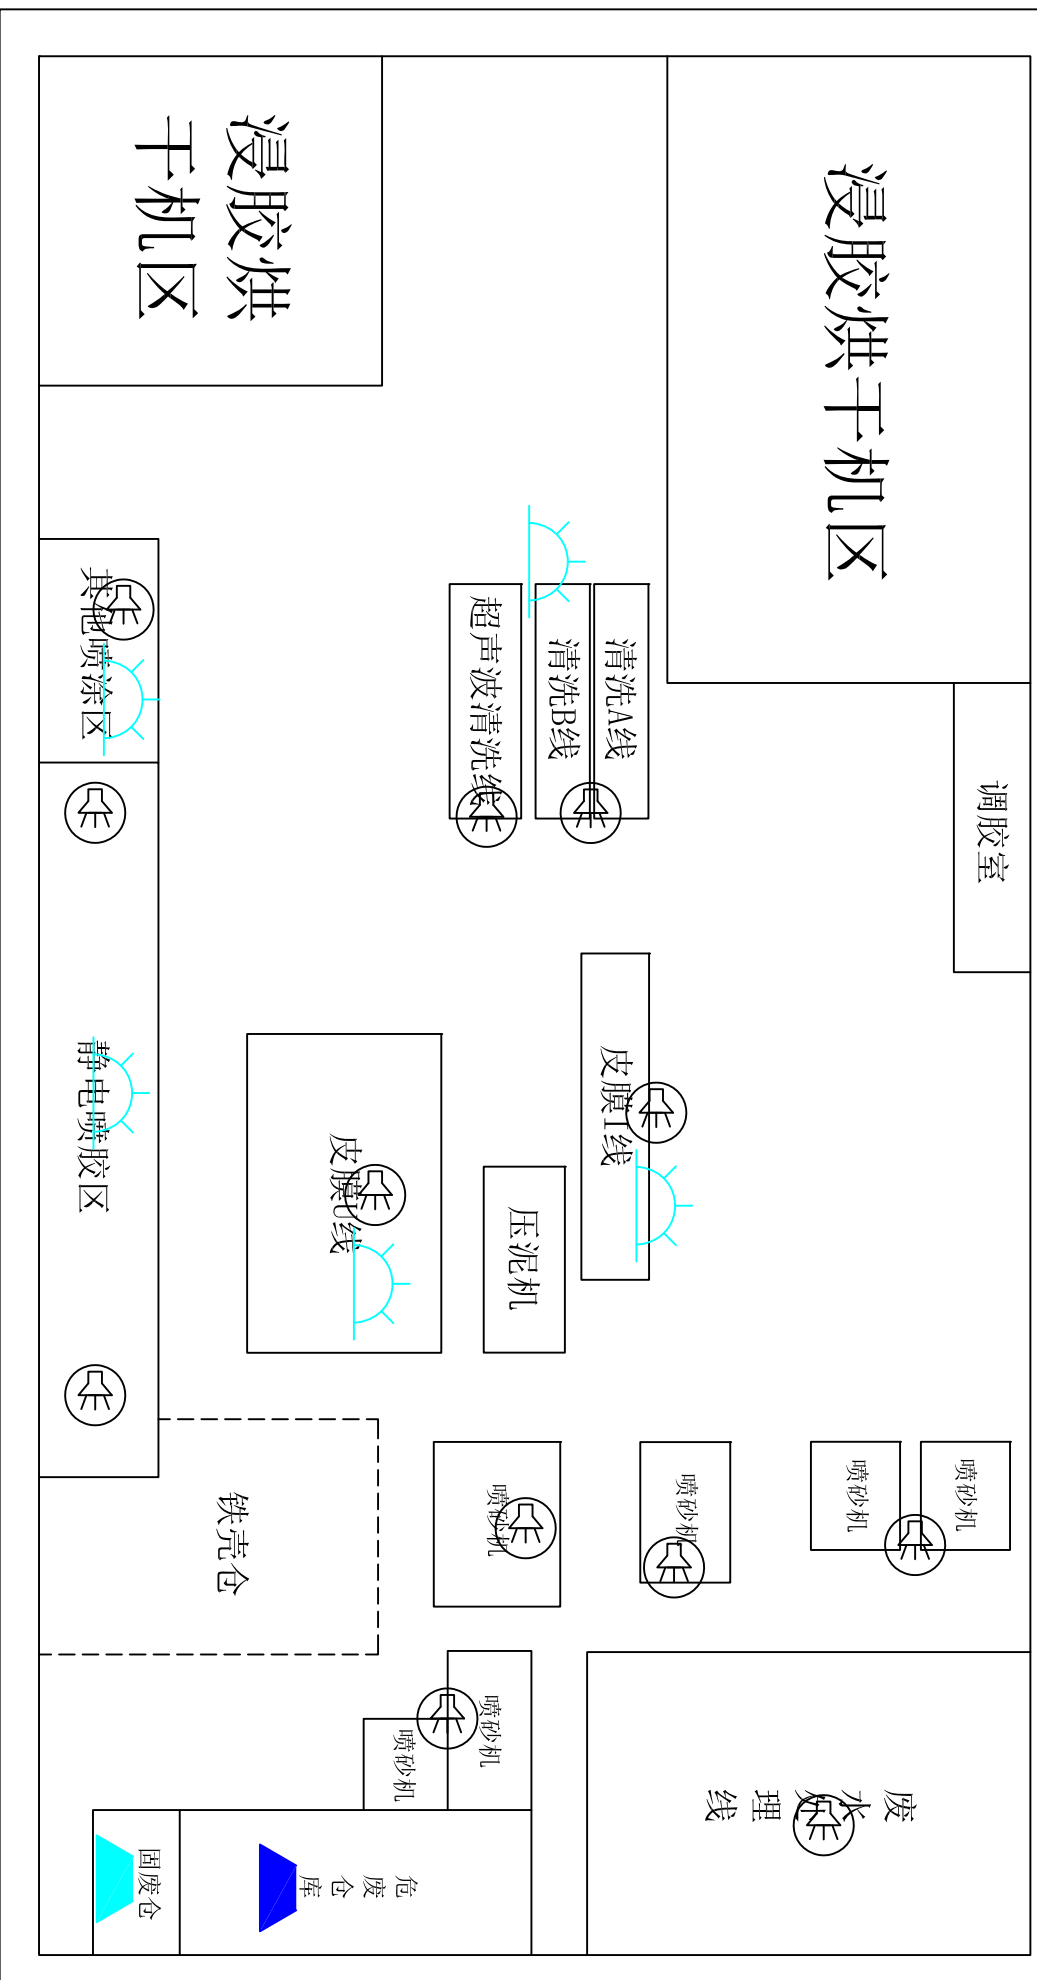 浸胶烘
干机区
浸胶烘干机区
其他喷涂区
超声波清洗线
清洗B线
清洗A线
调胶室
静电喷胶区
皮膜U线
压泥机
皮膜I线
铁壳仓
喷砂机
喷砂机
喷砂机
喷砂机
喷砂机
喷砂机
废水处理线
危废仓库
固废仓